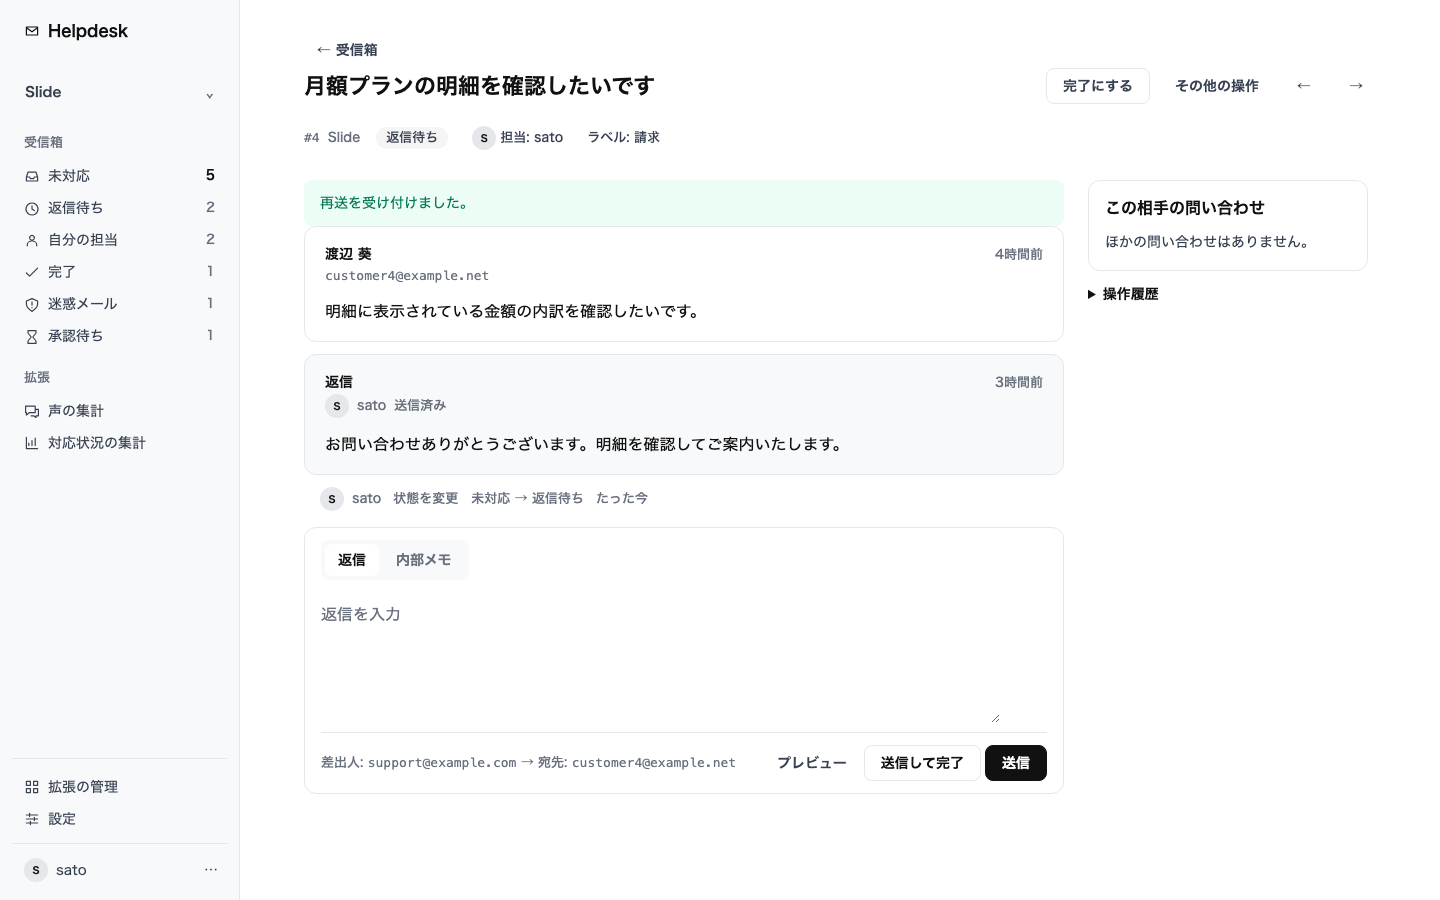 Helpdesk
Slide
受信箱
未対応 5
返信待ち 2
自分の担当 2
完了 1
迷惑メール 1
承認待ち 1
拡張
声の集計
対応状況の集計
拡張の管理
設定
S sato …
← 受信箱
月額プランの明細を確認したいです
完了にする その他の操作 ← →
#4 Slide 返信待ち S 担当: sato ラベル: 請求
再送を受け付けました。
渡辺 葵 4時間前
customer4@example.net
明細に表示されている金額の内訳を確認したいです。
返信 3時間前
S sato 送信済み
お問い合わせありがとうございます。明細を確認してご案内いたします。
S sato 状態を変更 未対応 → 返信待ち たった今
返信 内部メモ
返信を入力
差出人: support@example.com → 宛先: customer4@example.net プレビュー 送信して完了 送信
この相手の問い合わせ
ほかの問い合わせはありません。
▶ 操作履歴